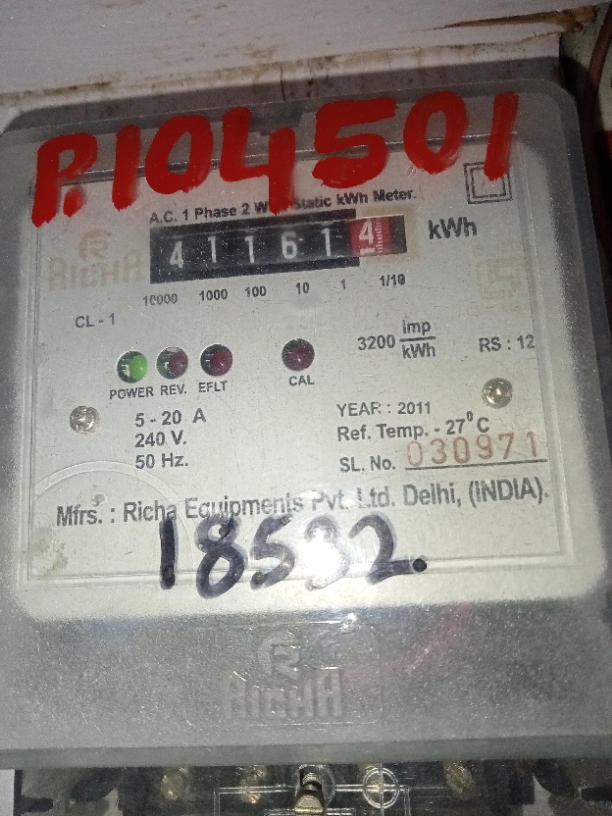 P.104501
A.C. 1 Phase 2 W Static kWh Meter.
RICHA
4 1 1 6 1 4 kWh
10000 1000 100 10 1 1/10
CL - 1
3200 imp/kWh RS : 12
POWER REV. EFLT CAL
5 - 20 A
240 V.
50 Hz.
YEAR : 2011
Ref. Temp. - 27°C
SL. No. 030971
Mfrs. : Richa Equipments Pvt. Ltd. Delhi, (INDIA).
18532.
RICHA